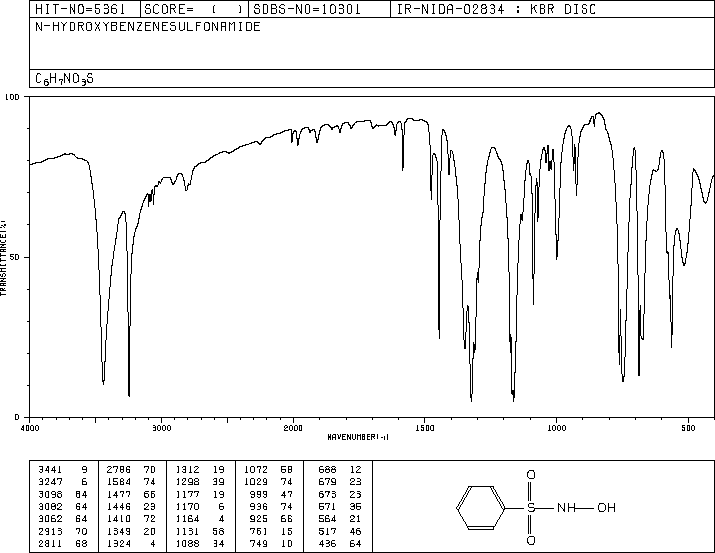 HIT-NO=5361 SCORE= ( ) SDBS-NO=10301 IR-NIDA-02834 : KBR DISC
N-HYDROXYBENZENESULFONAMIDE
C6H7NO3S
100
50
0
TRANSMITTANCE(%)
4000 3000 2000 1500 1000 500
WAVENUMBER(-1)
3441 9 2786 70 1312 19 1072 58 688 12
3247 6 1584 74 1298 39 1029 74 679 23
3098 64 1477 66 1177 19 999 47 673 23
3082 64 1446 23 1170 6 936 74 671 36
3062 64 1410 72 1164 4 925 66 564 21
2913 70 1349 20 1131 58 761 15 517 46
2811 68 1324 4 1088 34 749 10 436 64
O
S NH OH
O